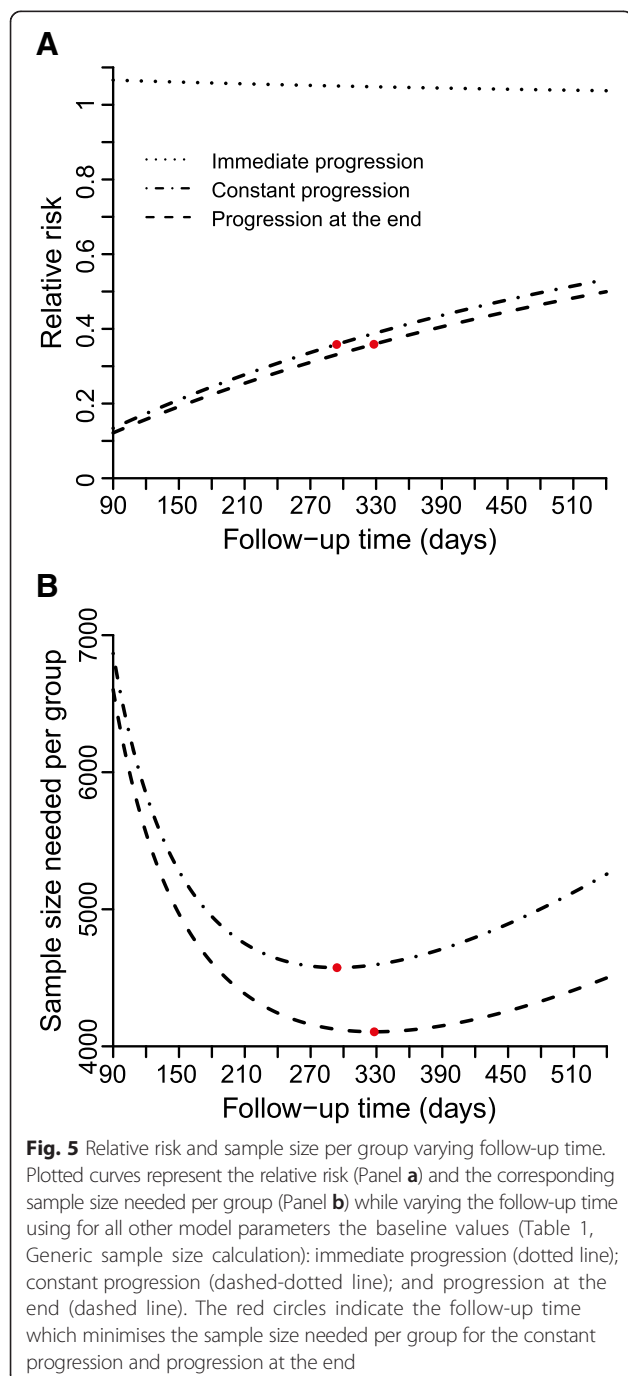 A
Relative risk
1
0.8
0.6
0.4
0.2
0
Immediate progression
Constant progression
Progression at the end
90 150 210 270 330 390 450 510
Follow−up time (days)
B
Sample size needed per group
7000
6000
5000
4000
90 150 210 270 330 390 450 510
Follow−up time (days)
Fig. 5 Relative risk and sample size per group varying follow-up time.
Plotted curves represent the relative risk (Panel a) and the corresponding
sample size needed per group (Panel b) while varying the follow-up time
using for all other model parameters the baseline values (Table 1,
Generic sample size calculation): immediate progression (dotted line);
constant progression (dashed-dotted line); and progression at the
end (dashed line). The red circles indicate the follow-up time
which minimises the sample size needed per group for the constant
progression and progression at the end